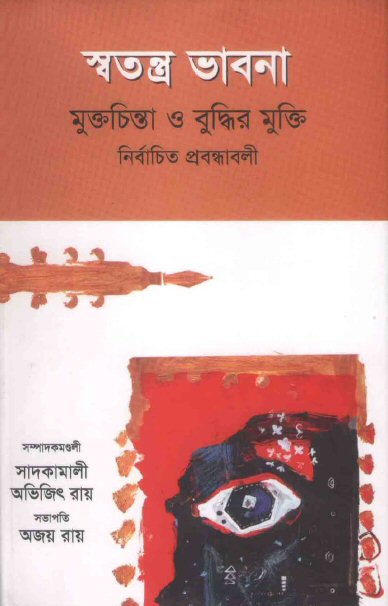 স্বতন্ত্র ভাবনা
মুক্তচিন্তা ও বুদ্ধির মুক্তি
নির্বাচিত প্রবন্ধাবলী
সম্পাদকমণ্ডলী
সাদকামালী
অভিজিৎ রায়
সভাপতি
অজয় রায়